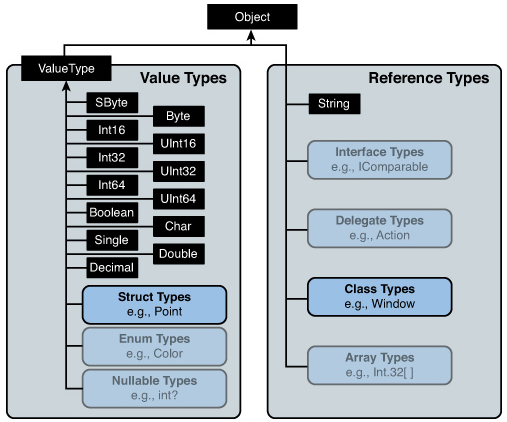 Object
ValueType
Value Types
SByte
Byte
Int16
UInt16
Int32
UInt32
Int64
UInt64
Boolean
Char
Single
Double
Decimal
Struct Types
e.g., Point
Enum Types
e.g., Color
Nullable Types
e.g., int?
Reference Types
String
Interface Types
e.g., IComparable
Delegate Types
e.g., Action
Class Types
e.g., Window
Array Types
e.g., Int.32[ ]